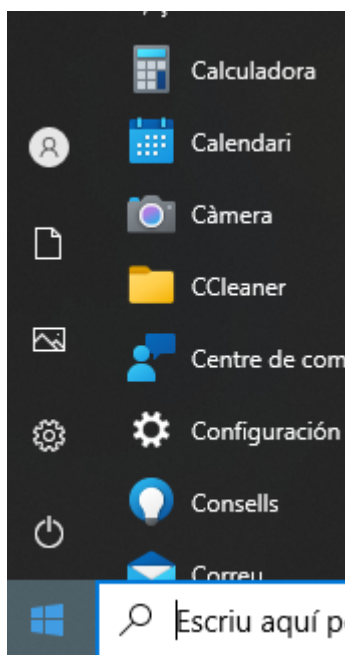 Calculadora
Calendari
Càmera
CCleaner
Centre de com
Configuración
Consells
Correu
Escriu aquí p